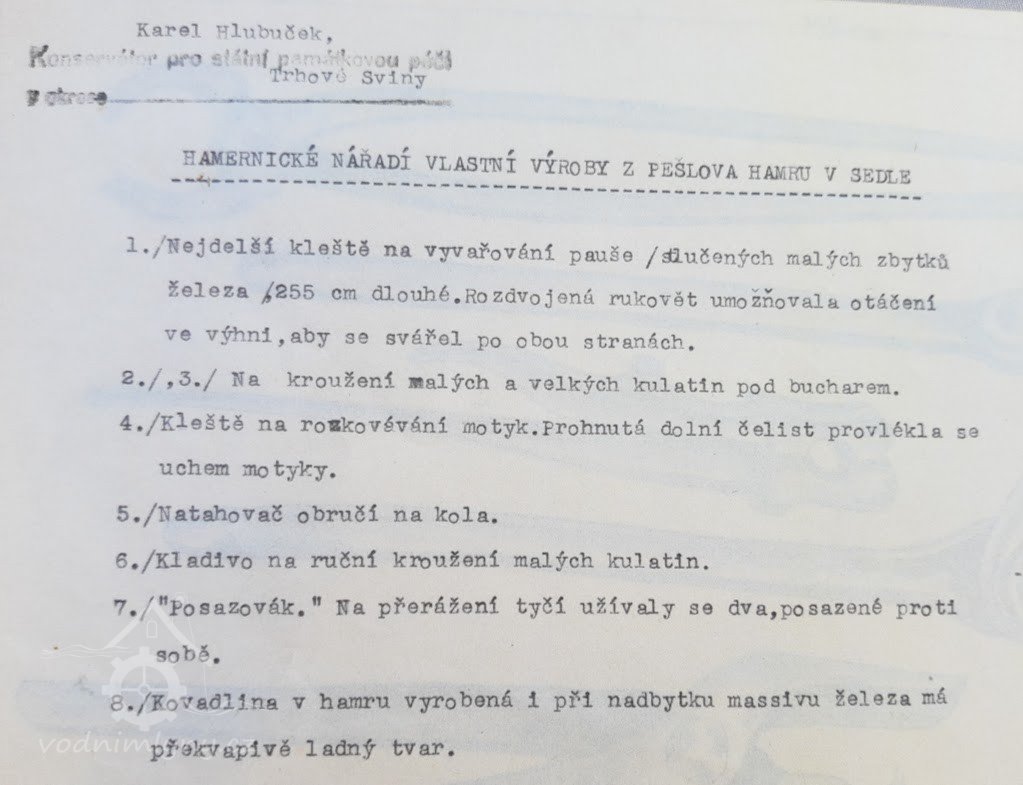 Karel Hlubuček,
Konservátor pro státní památkovou péči
Trhové Sviny
v okrese
HAMERNICKÉ NÁŘADÍ VLASTNÍ VÝROBY Z PEŠLOVA HAMRU V SEDLE
1./Nejdelší kleště na vyvařování pauše /slučených malých zbytků
železa /,255 cm dlouhé.Rozdvojená rukovět umožňovala otáčení
ve výhni,aby se svářel po obou stranách.
2./,3./ Na kroužení malých a velkých kulatin pod bucharem.
4./Kleště na rozkovévání motyk.Prohnutá dolní čelist provlékla se
uchem motyky.
5./Natahovač obručí na kola.
6./Kladivo na ruční kroužení malých kulatin.
7./"Posazovák." Na přerážení tyčí užívaly se dva,posazené proti
sobě.
8./Kovadlina v hamru vyrobená i při nadbytku massivu železa má
překvapivě ladný tvar.
vodnimlyny.cz